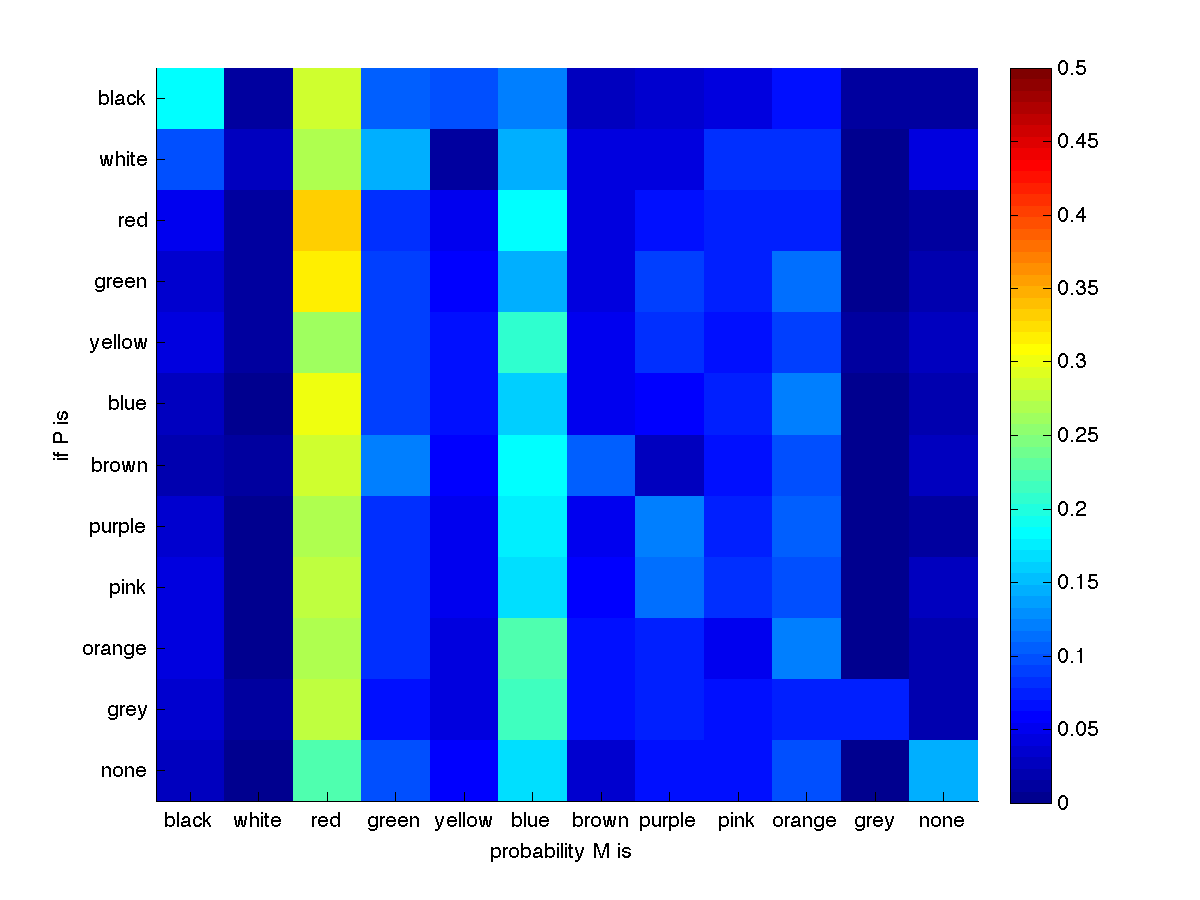 black
white
red
green
yellow
blue
brown
purple
pink
orange
grey
none
if P is
black white red green yellow blue brown purple pink orange grey none
probability M is
0.5
0.45
0.4
0.35
0.3
0.25
0.2
0.15
0.1
0.05
0